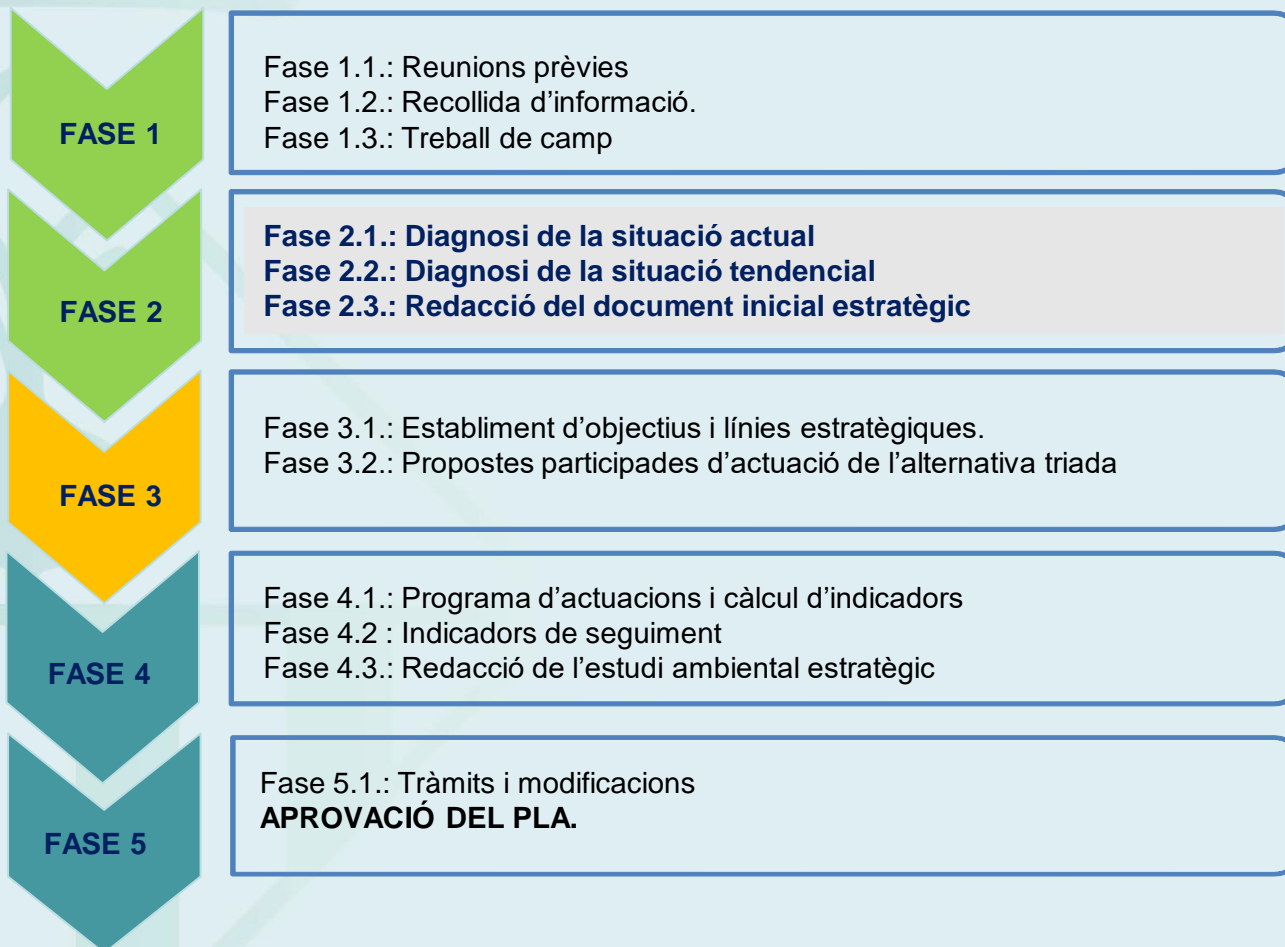 FASE 1
Fase 1.1.: Reunions prèvies
Fase 1.2.: Recollida d’informació.
Fase 1.3.: Treball de camp
FASE 2
Fase 2.1.: Diagnosi de la situació actual
Fase 2.2.: Diagnosi de la situació tendencial
Fase 2.3.: Redacció del document inicial estratègic
FASE 3
Fase 3.1.: Establiment d’objectius i línies estratègiques.
Fase 3.2.: Propostes participades d’actuació de l’alternativa triada
FASE 4
Fase 4.1.: Programa d’actuacions i càlcul d’indicadors
Fase 4.2 : Indicadors de seguiment
Fase 4.3.: Redacció de l’estudi ambiental estratègic
FASE 5
Fase 5.1.: Tràmits i modificacions
APROVACIÓ DEL PLA.